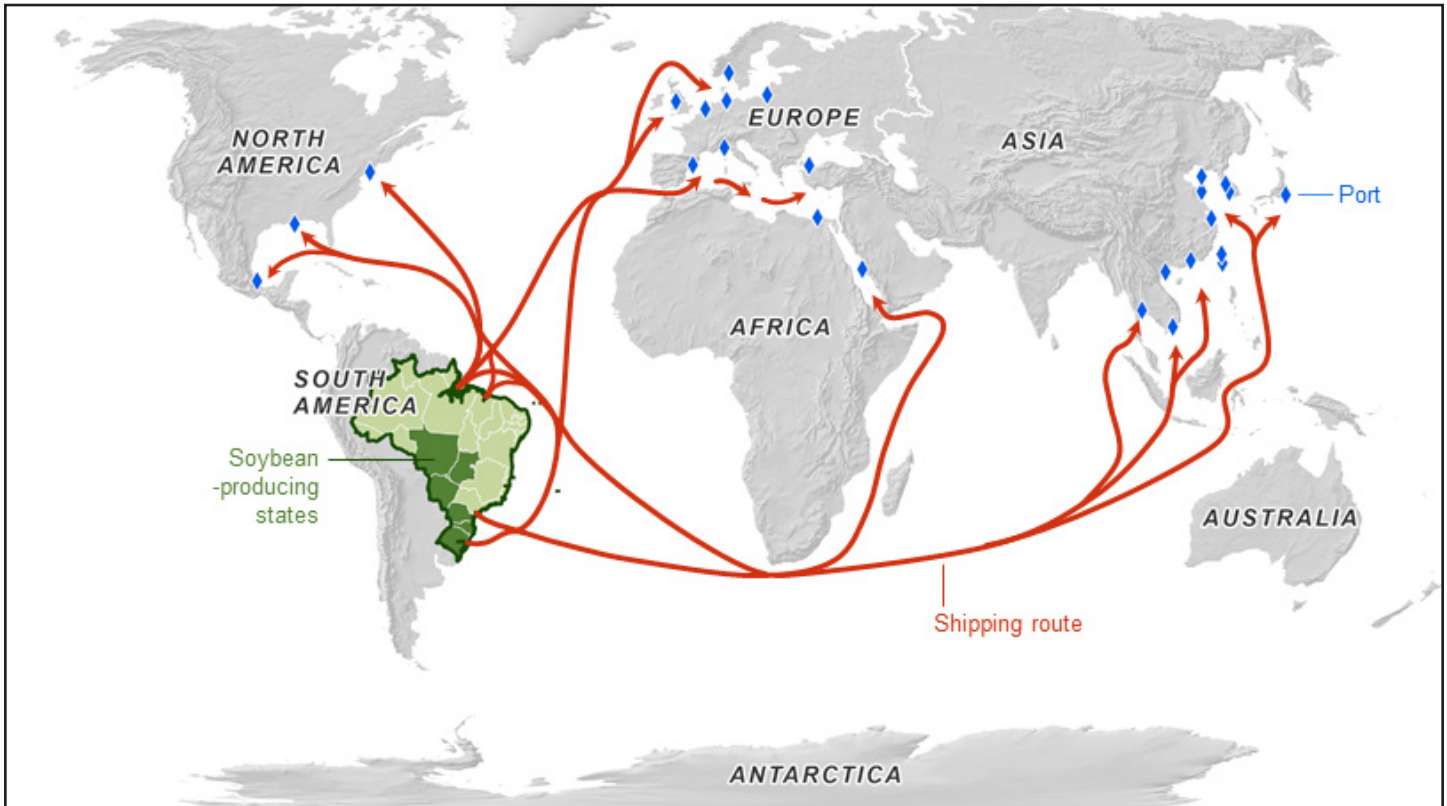 NORTH
AMERICA
EUROPE
ASIA
Port
AFRICA
SOUTH
AMERICA
Soybean
-producing
states
AUSTRALIA
Shipping route
ANTARCTICA